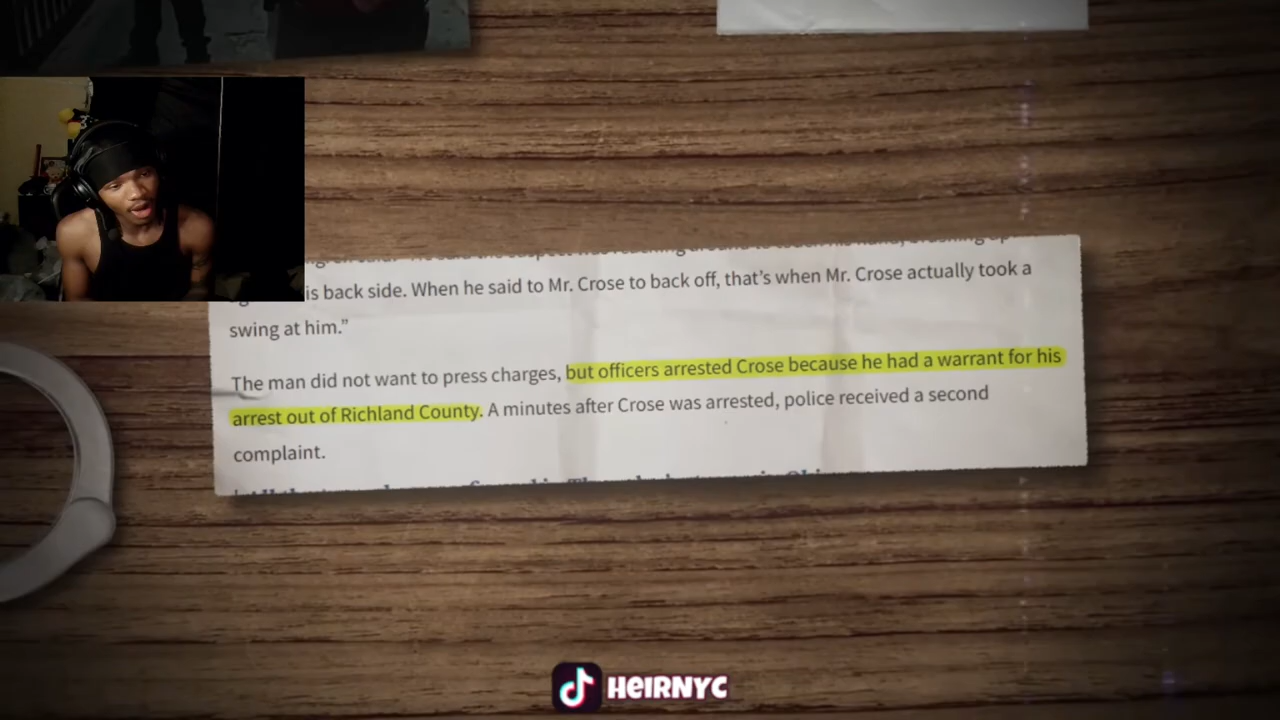 is back side. When he said to Mr. Crose to back off, that’s when Mr. Crose actually took a
swing at him.”
The man did not want to press charges, but officers arrested Crose because he had a warrant for his
arrest out of Richland County. A minutes after Crose was arrested, police received a second
complaint.
HEIRNYC